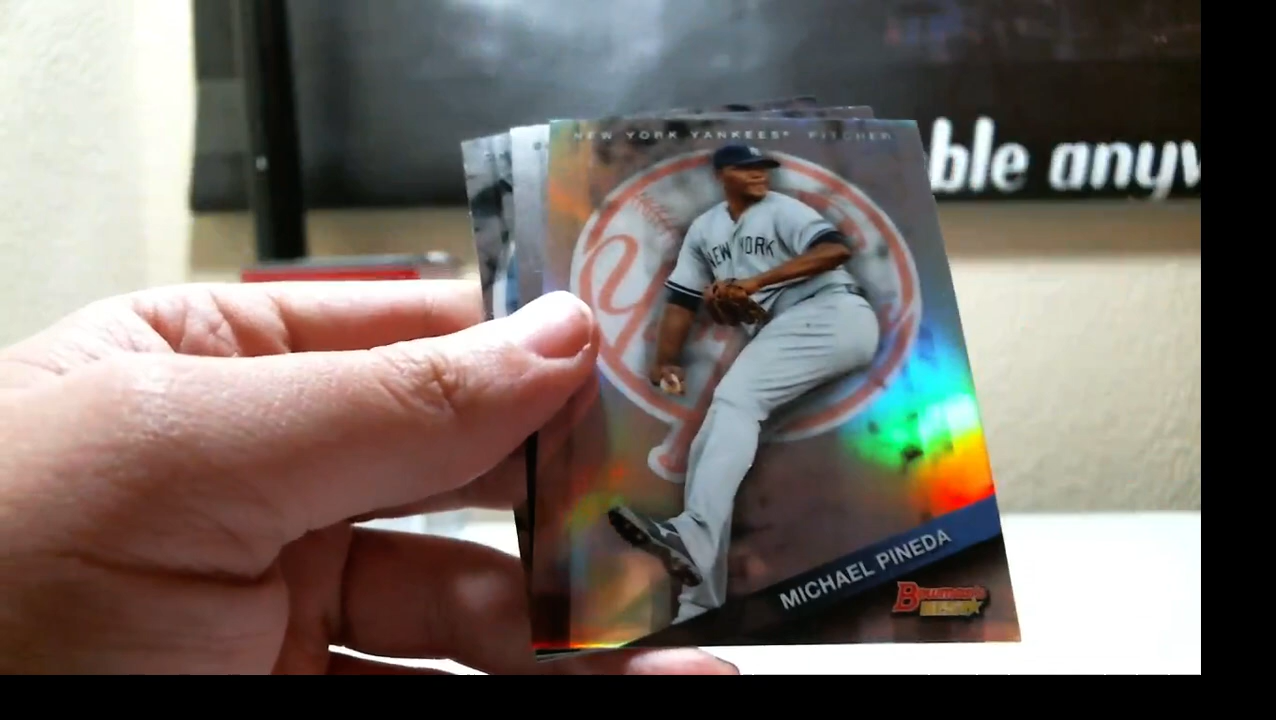 ble anyw
NEW YORK YANKEES® PITCHER
NEW YORK
MICHAEL PINEDA
Bowman's
BEST